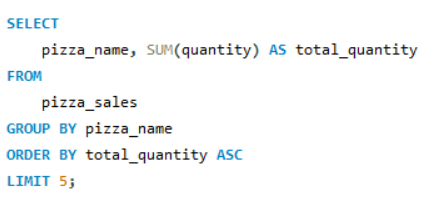 SELECT
    pizza_name, SUM(quantity) AS total_quantity
FROM
    pizza_sales
GROUP BY pizza_name
ORDER BY total_quantity ASC
LIMIT 5;